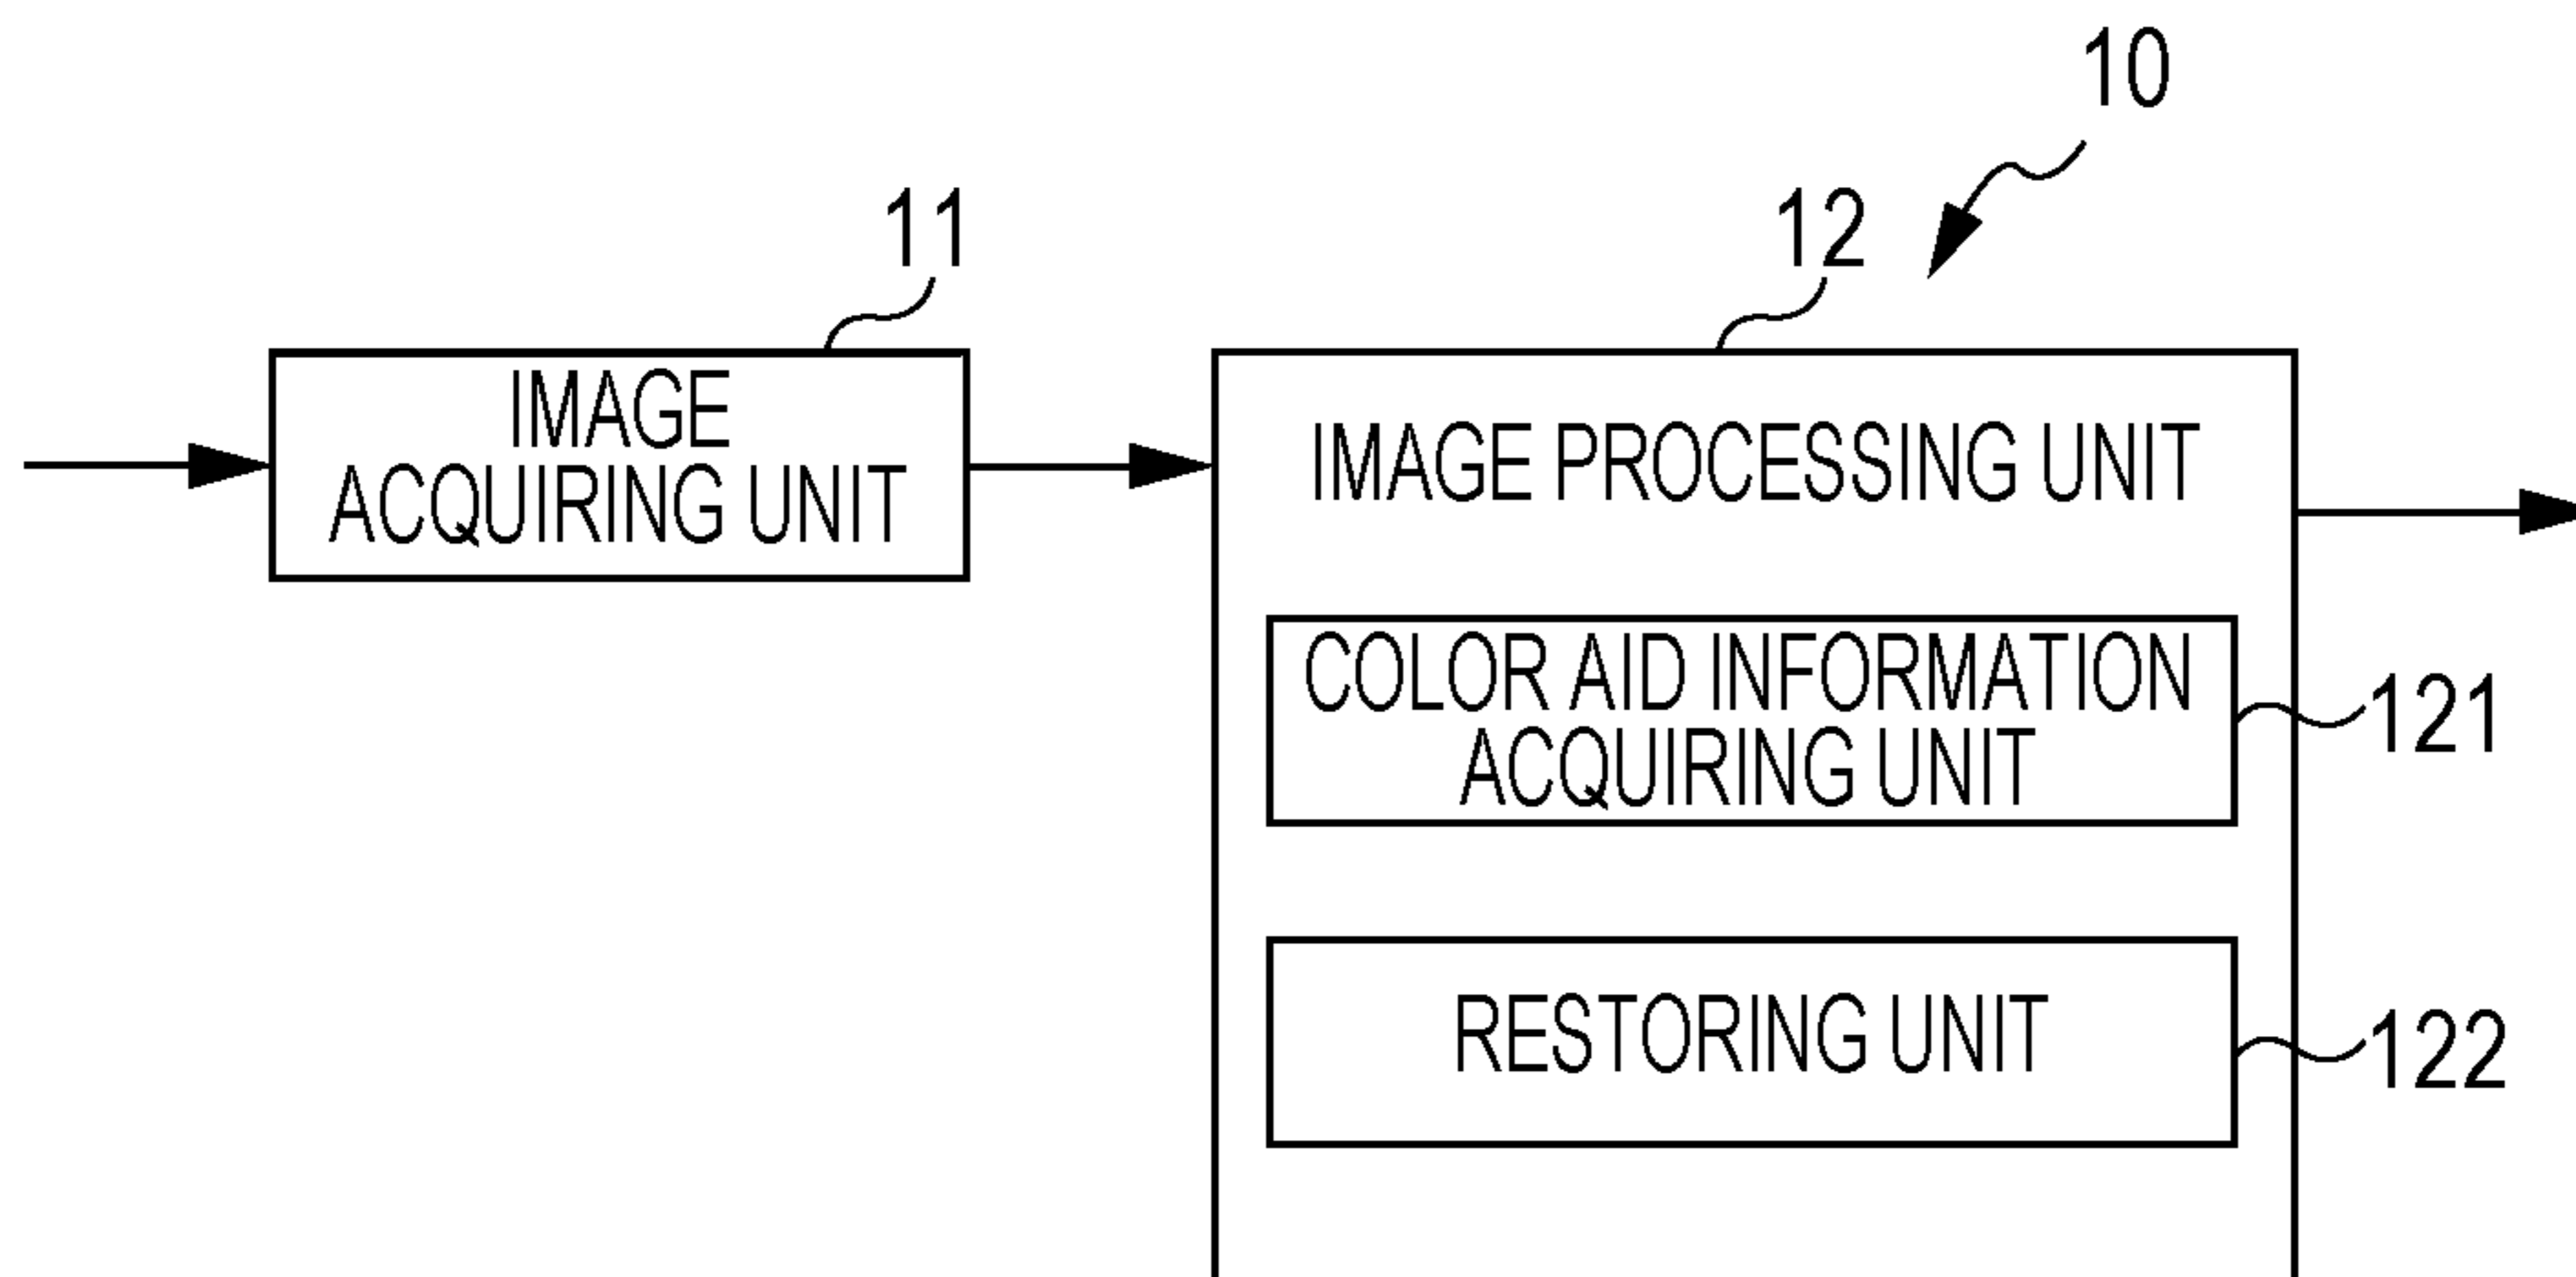 10
11
12
IMAGE
ACQUIRING UNIT
IMAGE PROCESSING UNIT
COLOR AID INFORMATION
ACQUIRING UNIT
121
RESTORING UNIT
122